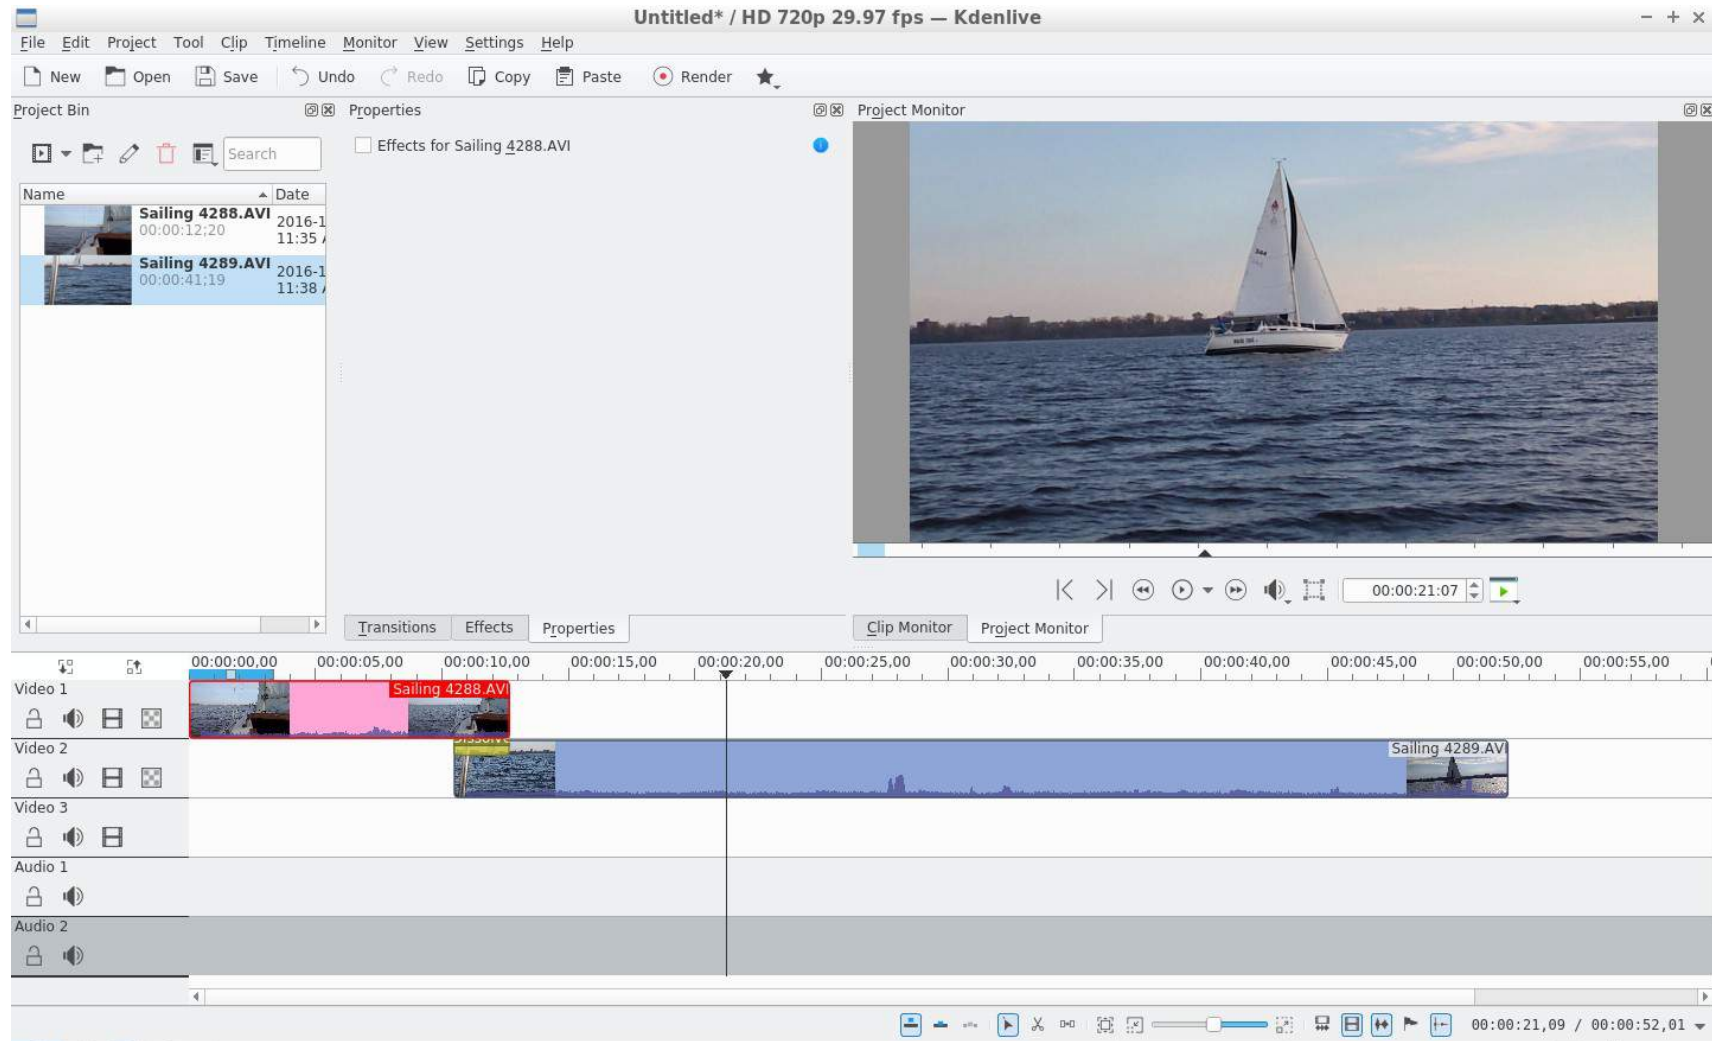 Untitled* / HD 720p 29.97 fps — Kdenlive
File Edit Project Tool Clip Timeline Monitor View Settings Help
New Open Save Undo Redo Copy Paste Render
Project Bin
Properties
Project Monitor
Search
Effects for Sailing 4288.AVI
Name Date
Sailing 4288.AVI
00:00:12;20
2016-1
11:35
Sailing 4289.AVI
00:00:41;19
2016-1
11:38
00:00:21:07
Transitions Effects Properties
Clip Monitor Project Monitor
00:00:00,00 00:00:05,00 00:00:10,00 00:00:15,00 00:00:20,00 00:00:25,00 00:00:30,00 00:00:35,00 00:00:40,00 00:00:45,00 00:00:50,00 00:00:55,00
Video 1
Sailing 4288.AVI
Video 2
Dissolve
Sailing 4289.AVI
Video 3
Audio 1
Audio 2
00:00:21,09 / 00:00:52,01